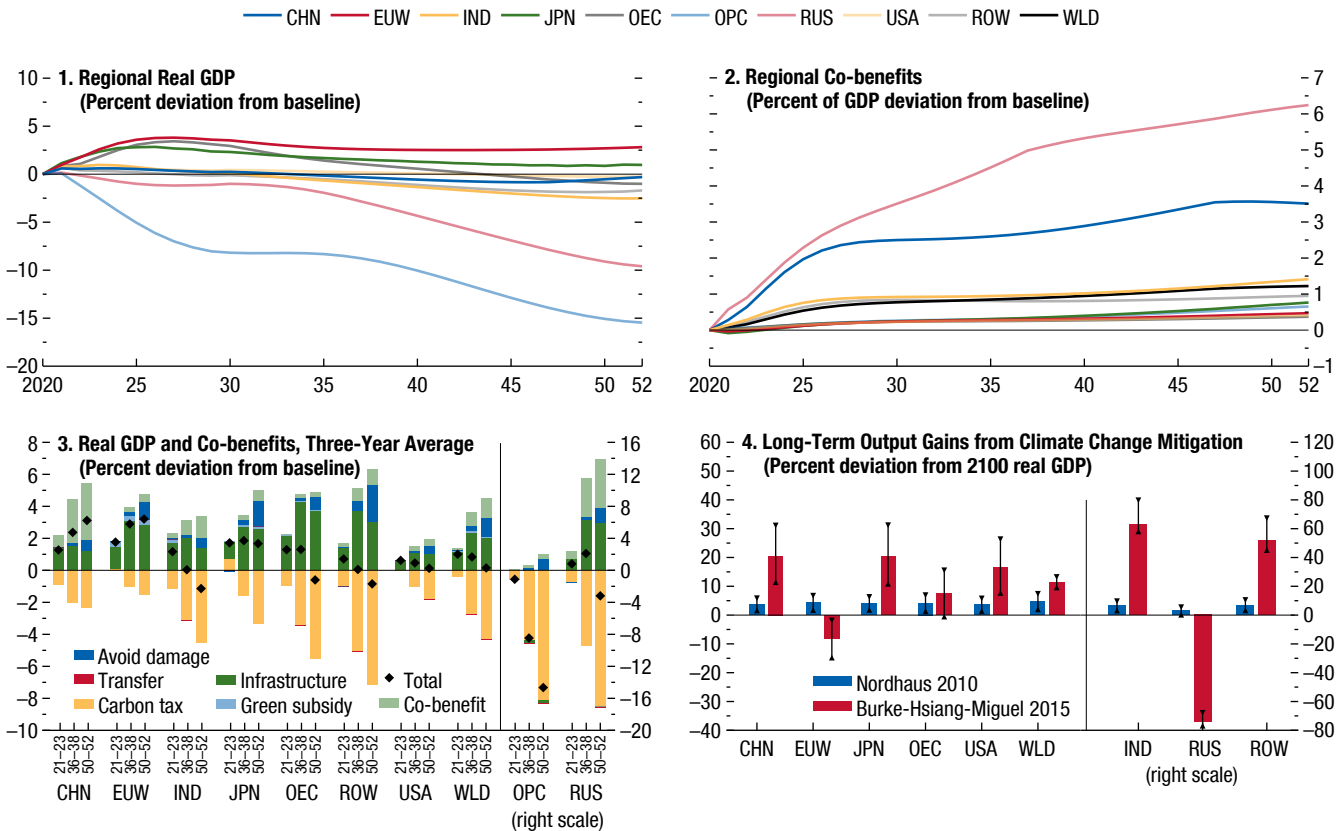 CHN EUW IND JPN OEC OPC RUS USA ROW WLD
1. Regional Real GDP
(Percent deviation from baseline)
10
5
0
–5
–10
–15
–20
2020 25 30 35 40 45 50 52
2. Regional Co-benefits
(Percent of GDP deviation from baseline)
7
6
5
4
3
2
1
0
–1
2020 25 30 35 40 45 50 52
3. Real GDP and Co-benefits, Three-Year Average
(Percent deviation from baseline)
8
6
4
2
0
–2
–4
–6
–8
–10
16
12
8
4
0
–4
–8
–12
–16
–20
Avoid damage
Transfer
Carbon tax
Infrastructure
Green subsidy
Total
Co-benefit
21–23 36–38 50–52 21–23 36–38 50–52 21–23 36–38 50–52 21–23 36–38 50–52 21–23 36–38 50–52 21–23 36–38 50–52 21–23 36–38 50–52 21–23 36–38 50–52 21–23 36–38 50–52 21–23 36–38 50–52
CHN EUW IND JPN OEC ROW USA WLD OPC RUS
(right scale)
4. Long-Term Output Gains from Climate Change Mitigation
(Percent deviation from 2100 real GDP)
60
50
40
30
20
10
0
–10
–20
–30
–40
120
100
80
60
40
20
0
–20
–40
–60
–80
Nordhaus 2010
Burke-Hsiang-Miguel 2015
CHN EUW JPN OEC USA WLD IND RUS ROW
(right scale)